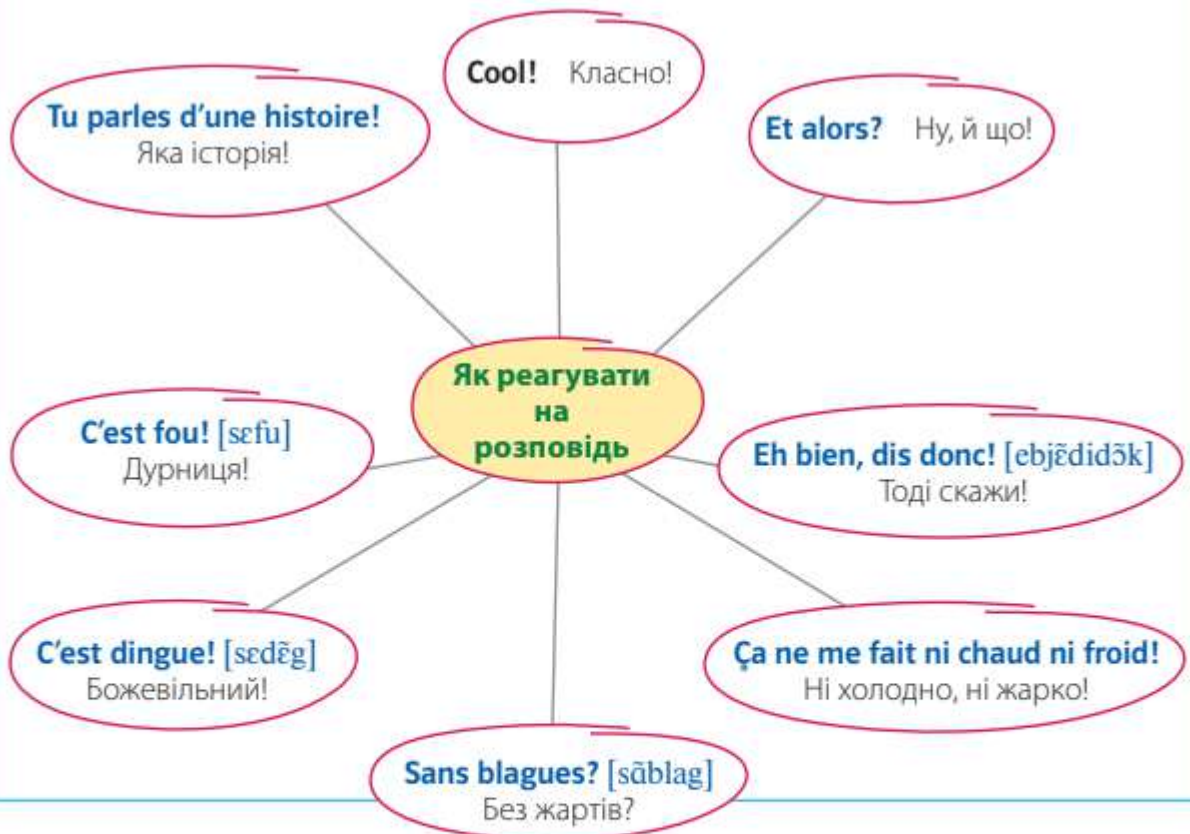 Cool! Класно!
Tu parles d'une histoire!
Яка історія!
Et alors? Ну, й що!
Як реагувати
на
розповідь
C'est fou! [sɛfu]
Дурниця!
Eh bien, dis donc! [ebjɛ̃didɔ̃k]
Тоді скажи!
C'est dingue! [sɛdɛ̃g]
Божевільний!
Ça ne me fait ni chaud ni froid!
Ні холодно, ні жарко!
Sans blagues? [sɑ̃blag]
Без жартів?